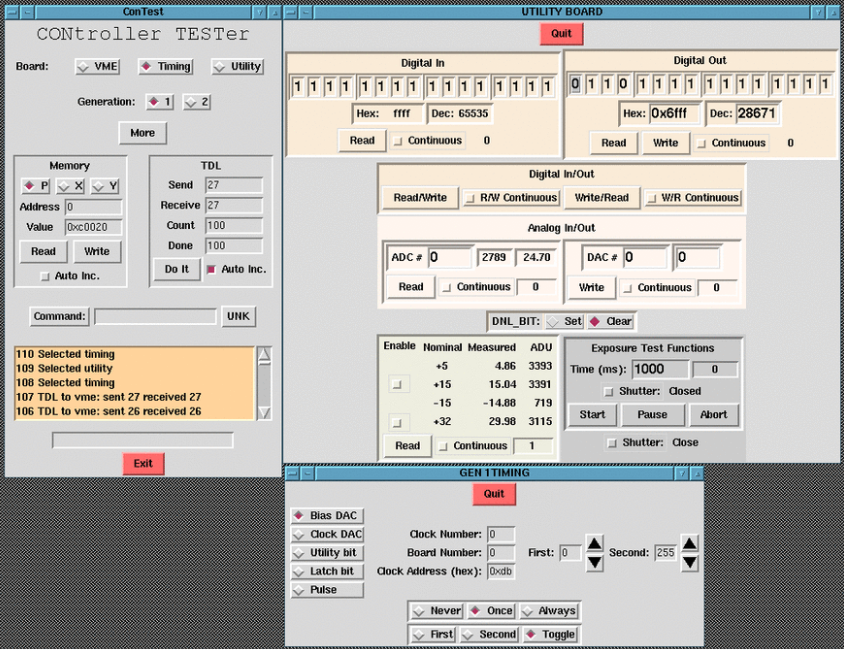 ConTest
CONtroller TESTer
Board: VME Timing Utility
Generation: 1 2
More
Memory
P X Y
Address 0
Value 0xc0020
Read Write
Auto Inc.
TDL
Send 27
Receive 27
Count 100
Done 100
Do It Auto Inc.
Command: UNK
110 Selected timing
109 Selected utility
108 Selected timing
107 TDL to vme: sent 27 received 27
106 TDL to vme: sent 26 received 26
Exit
UTILITY BOARD
Quit
Digital In
1 1 1 1 1 1 1 1 1 1 1 1 1 1 1 1
Hex: ffff Dec: 65535
Read Continuous 0
Digital Out
0 1 1 0 1 1 1 1 1 1 1 1 1 1 1 1
Hex: 0x6fff Dec: 28671
Read Write Continuous 0
Digital In/Out
Read/Write R/W Continuous Write/Read W/R Continuous
Analog In/Out
ADC # 0 2789 24.70
Read Continuous 0
DAC # 0 0
Write Continuous 0
DNL_BIT: Set Clear
Enable Nominal Measured ADU
+5 4.86 3393
+15 15.04 3391
-15 -14.88 719
+32 29.98 3115
Read Continuous 1
Exposure Test Functions
Time (ms): 1000 0
Shutter: Closed
Start Pause Abort
Shutter: Close
GEN 1TIMING
Quit
Bias DAC
Clock DAC
Utility bit
Latch bit
Pulse
Clock Number: 0
Board Number: 0 First: 0 Second: 255
Clock Address (hex): 0xdb
Never Once Always
First Second Toggle